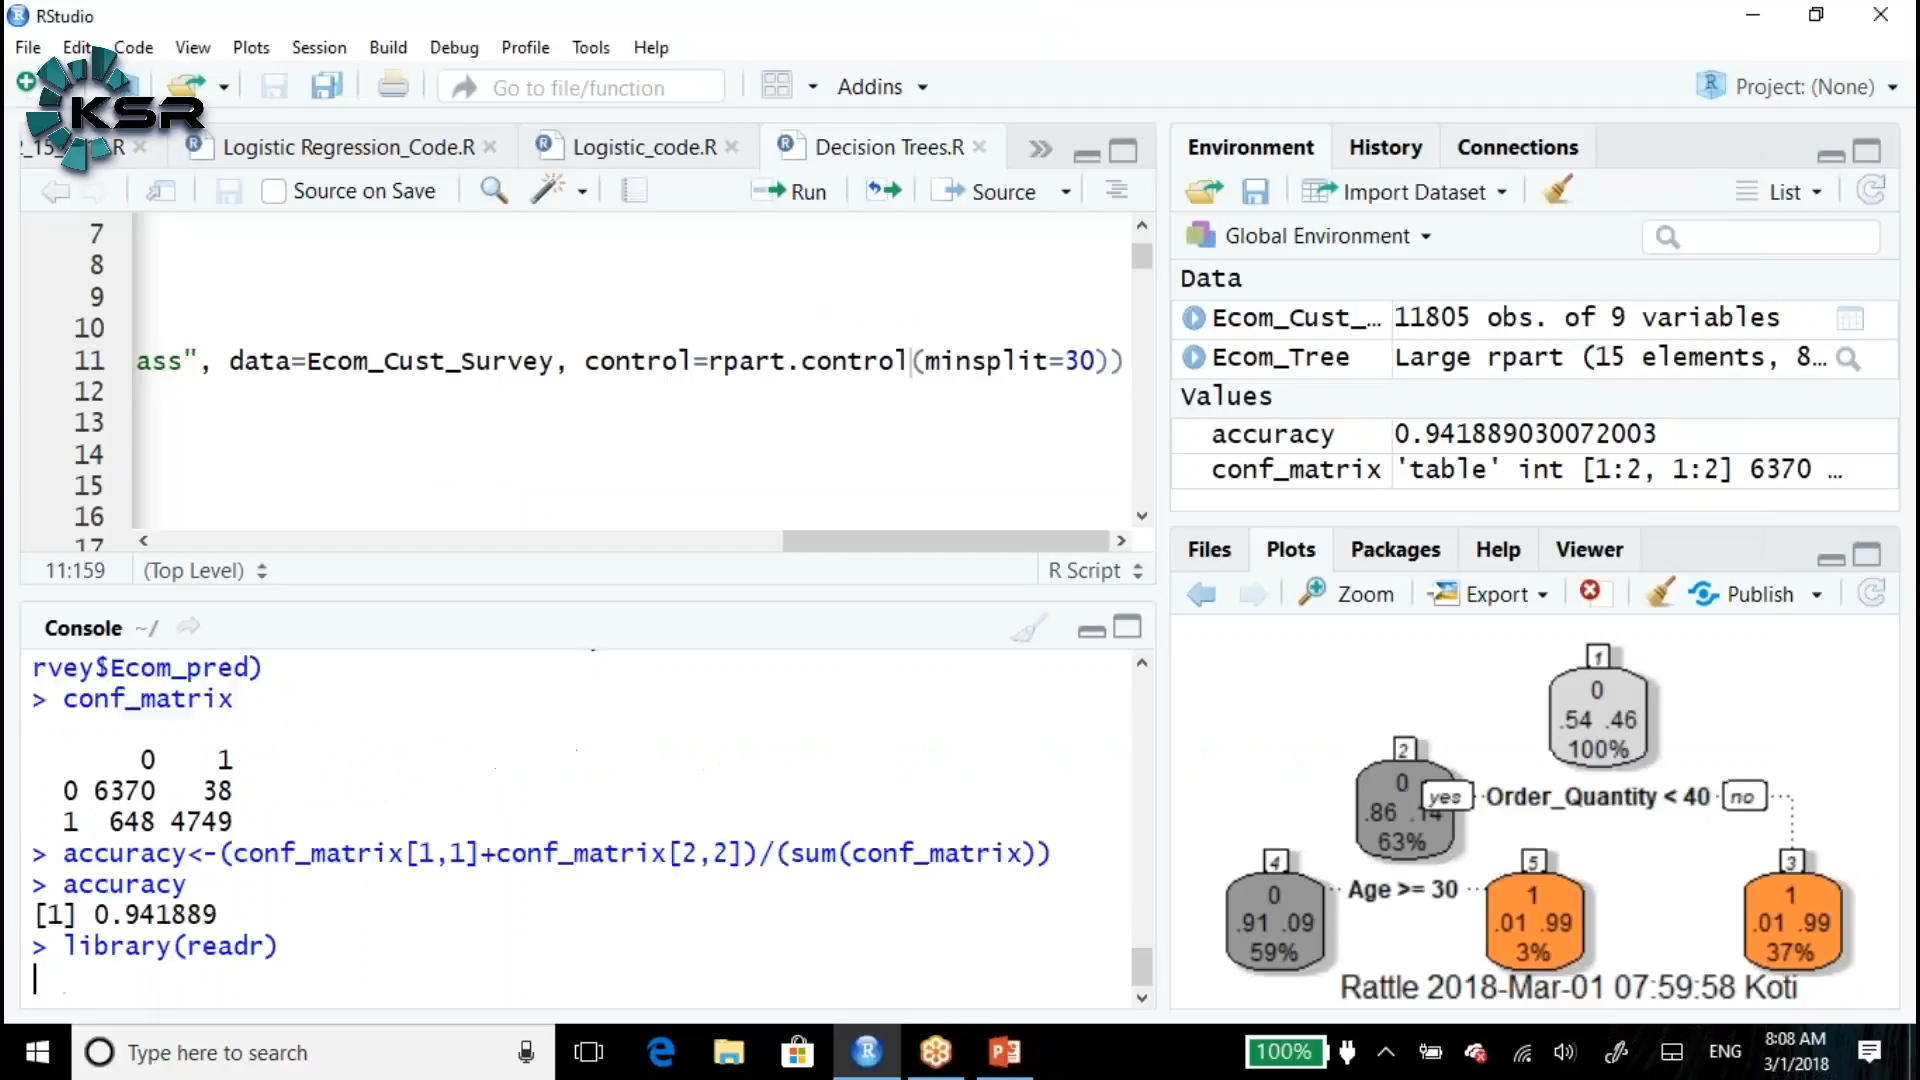 RStudio
File Edit Code View Plots Session Build Debug Profile Tools Help
KSR
Go to file/function
Addins
Project: (None)
Logistic Regression_Code.R
Logistic_code.R
Decision Trees.R
Source on Save
Run
Source
7
8
9
10
11 ass", data=Ecom_Cust_Survey, control=rpart.control(minsplit=30))
12
13
14
15
16
17
11:159
(Top Level)
R Script
Console ~/
rvey$Ecom_pred)
> conf_matrix
0 1
0 6370 38
1 648 4749
> accuracy<-(conf_matrix[1,1]+conf_matrix[2,2])/(sum(conf_matrix))
> accuracy
[1] 0.941889
> library(readr)
Environment History Connections
Import Dataset
List
Global Environment
Data
Ecom_Cust_… 11805 obs. of 9 variables
Ecom_Tree Large rpart (15 elements, 8…
Values
accuracy 0.941889030072003
conf_matrix 'table' int [1:2, 1:2] 6370 …
Files Plots Packages Help Viewer
Zoom Export Publish
1
0
.54 .46
100%
2
0
.86 .14
63%
yes Order_Quantity < 40 no
4
0
.91 .09
59%
Age >= 30
5
1
.01 .99
3%
3
1
.01 .99
37%
Rattle 2018-Mar-01 07:59:58 Koti
Type here to search
100%
ENG
8:08 AM
3/1/2018